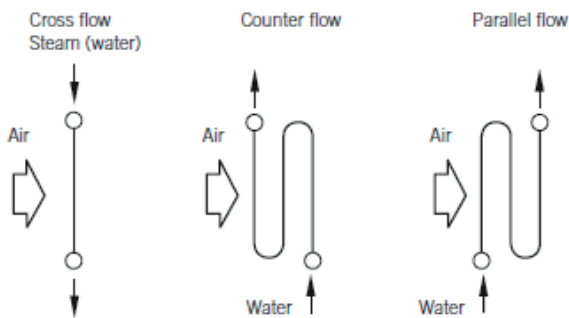 Cross flow
Steam (water)
Counter flow
Parallel flow
Air
Air
Air
Water
Water